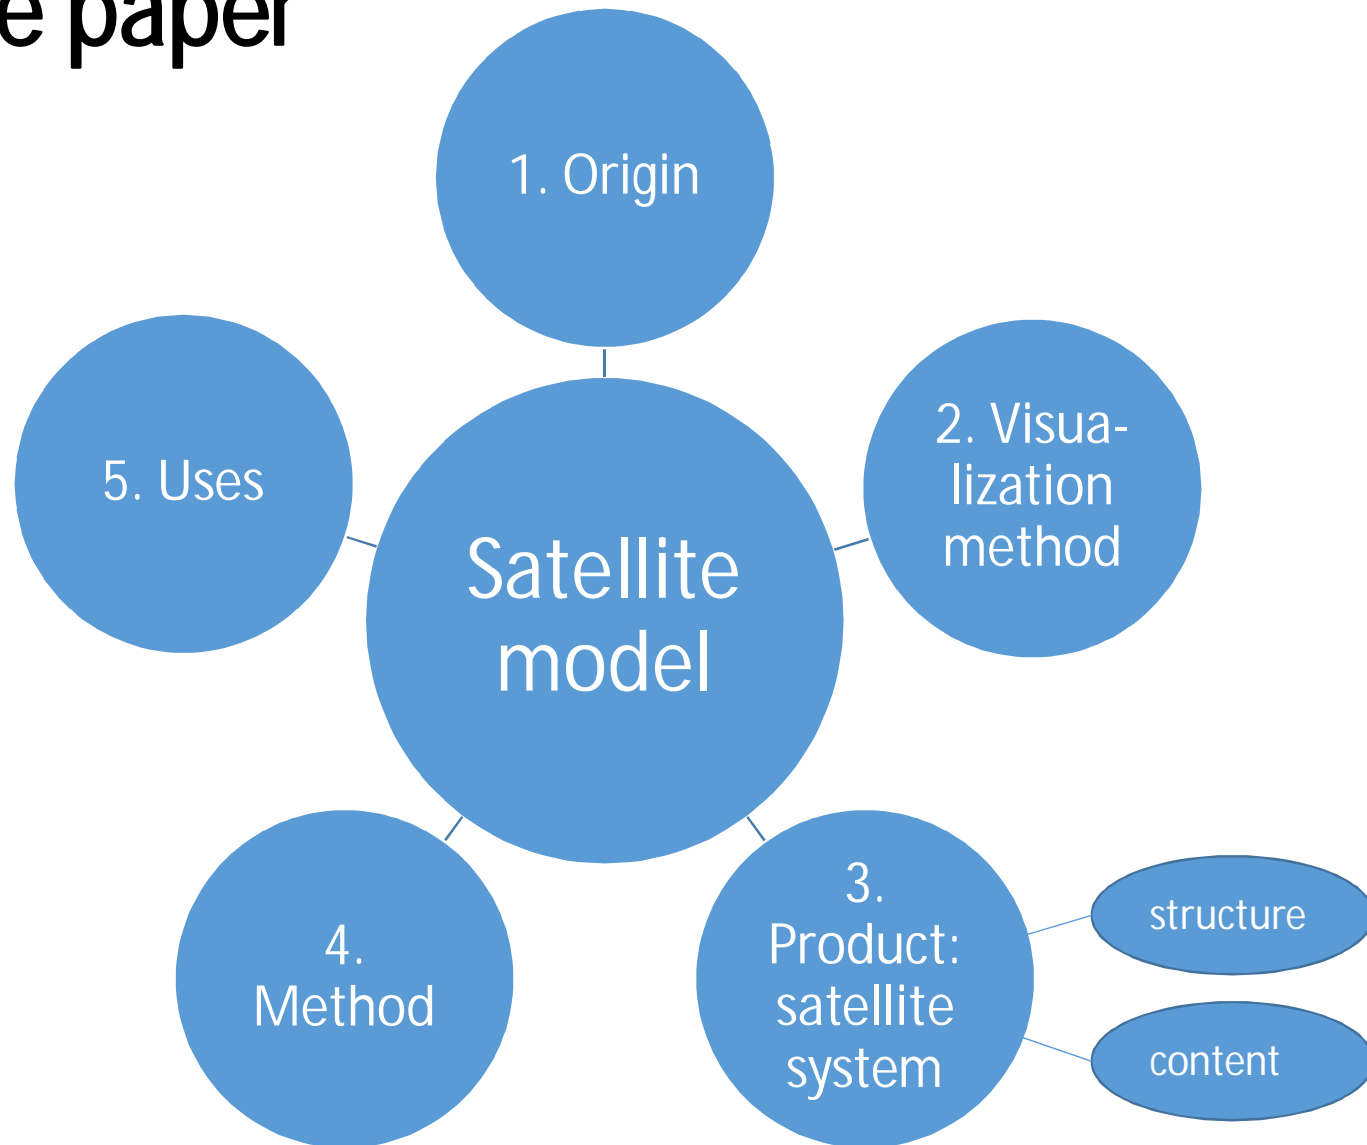 e paper
1. Origin
2. Visua-
lization
method
3.
Product:
satellite
system
structure
content
4.
Method
5. Uses
Satellite
model